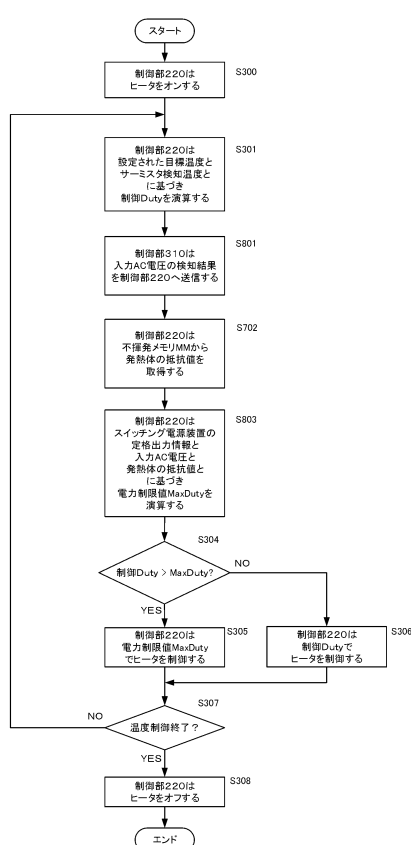 スタート
制御部220は
ヒータをオンする
S300
制御部220は
設定された目標温度と
サーミスタ検知温度と
に基づき
制御Dutyを演算する
S301
制御部310は
入力AC電圧の検知結果
を制御部220へ送信する
S801
制御部220は
不揮発メモリMMから
発熱体の抵抗値を
取得する
S702
制御部220は
スイッチング電源装置の
定格出力情報と
入力AC電圧と
発熱体の抵抗値と
に基づき
電力制限値MaxDutyを
演算する
S803
S304
制御Duty > MaxDuty?
NO
YES
制御部220は
電力制限値MaxDuty
でヒータを制御する
S305
制御部220は
制御Dutyで
ヒータを制御する
S306
S307
NO
温度制御終了?
YES
制御部220は
ヒータをオフする
S308
エンド